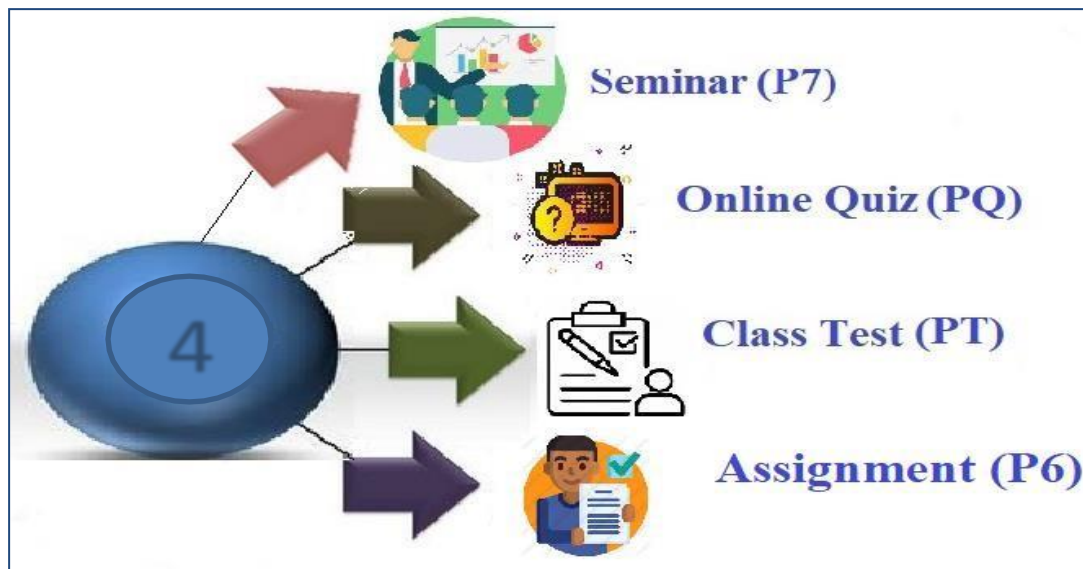 Seminar (P7)
Online Quiz (PQ)
?
4
Class Test (PT)
Assignment (P6)